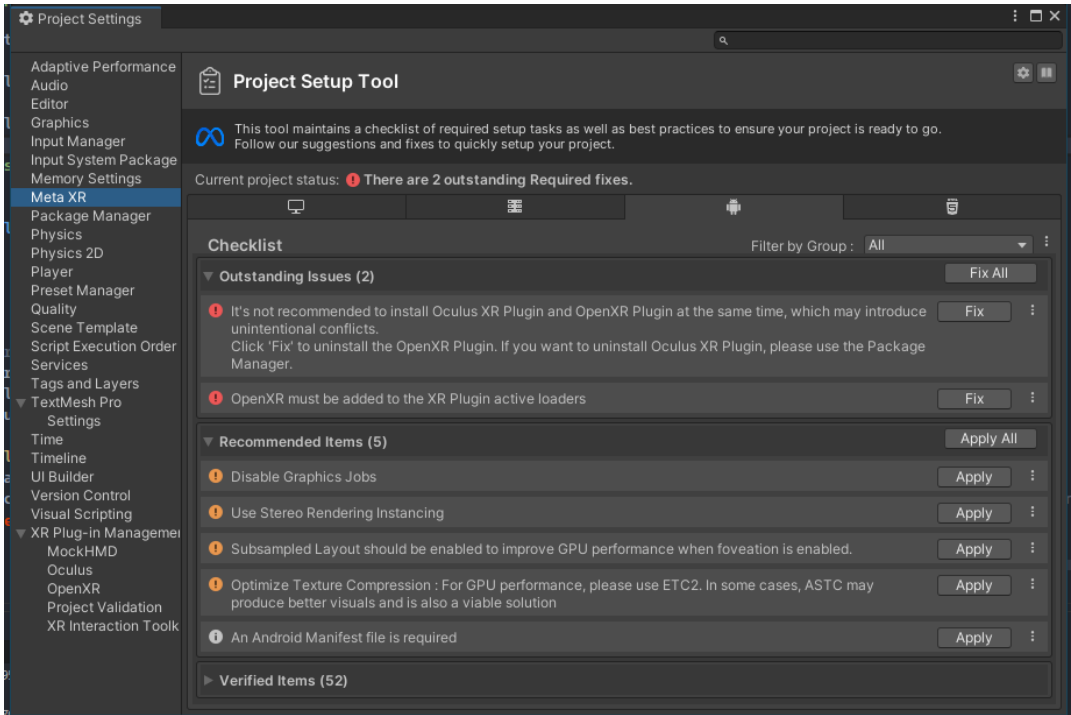 Project Settings
Adaptive Performance
Audio
Editor
Graphics
Input Manager
Input System Package
Memory Settings
Meta XR
Package Manager
Physics
Physics 2D
Player
Preset Manager
Quality
Scene Template
Script Execution Order
Services
Tags and Layers
TextMesh Pro
Settings
Time
Timeline
UI Builder
Version Control
Visual Scripting
XR Plug-in Managemer
MockHMD
Oculus
OpenXR
Project Validation
XR Interaction Toolk
Project Setup Tool
This tool maintains a checklist of required setup tasks as well as best practices to ensure your project is ready to go.
Follow our suggestions and fixes to quickly setup your project.
Current project status: There are 2 outstanding Required fixes.
Checklist
Filter by Group : All
Outstanding Issues (2)
Fix All
It's not recommended to install Oculus XR Plugin and OpenXR Plugin at the same time, which may introduce
unintentional conflicts.
Click 'Fix' to uninstall the OpenXR Plugin. If you want to uninstall Oculus XR Plugin, please use the Package
Manager.
Fix
OpenXR must be added to the XR Plugin active loaders
Fix
Recommended Items (5)
Apply All
Disable Graphics Jobs
Apply
Use Stereo Rendering Instancing
Apply
Subsampled Layout should be enabled to improve GPU performance when foveation is enabled.
Apply
Optimize Texture Compression : For GPU performance, please use ETC2. In some cases, ASTC may
produce better visuals and is also a viable solution
Apply
An Android Manifest file is required
Apply
Verified Items (52)